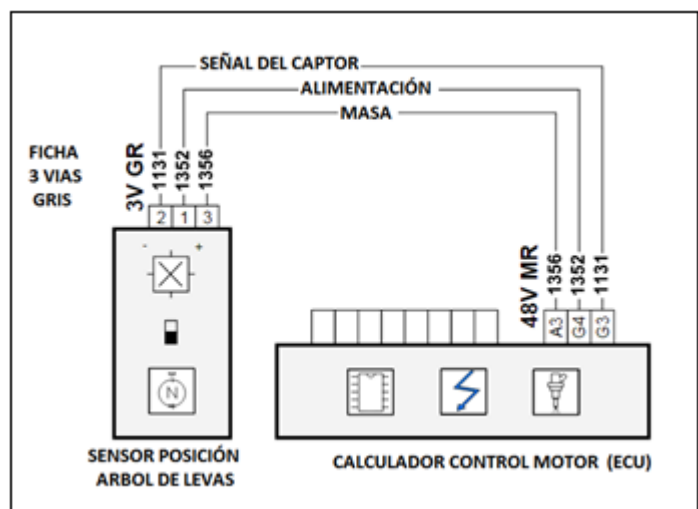 SEÑAL DEL CAPTOR
ALIMENTACIÓN
MASA
FICHA
3 VIAS
GRIS
3V GR
1131
1352
1356
2 1 3
- +
N
48V MR
1356
1352
1131
A3 G4 G3
SENSOR POSICIÓN
ARBOL DE LEVAS
CALCULADOR CONTROL MOTOR (ECU)